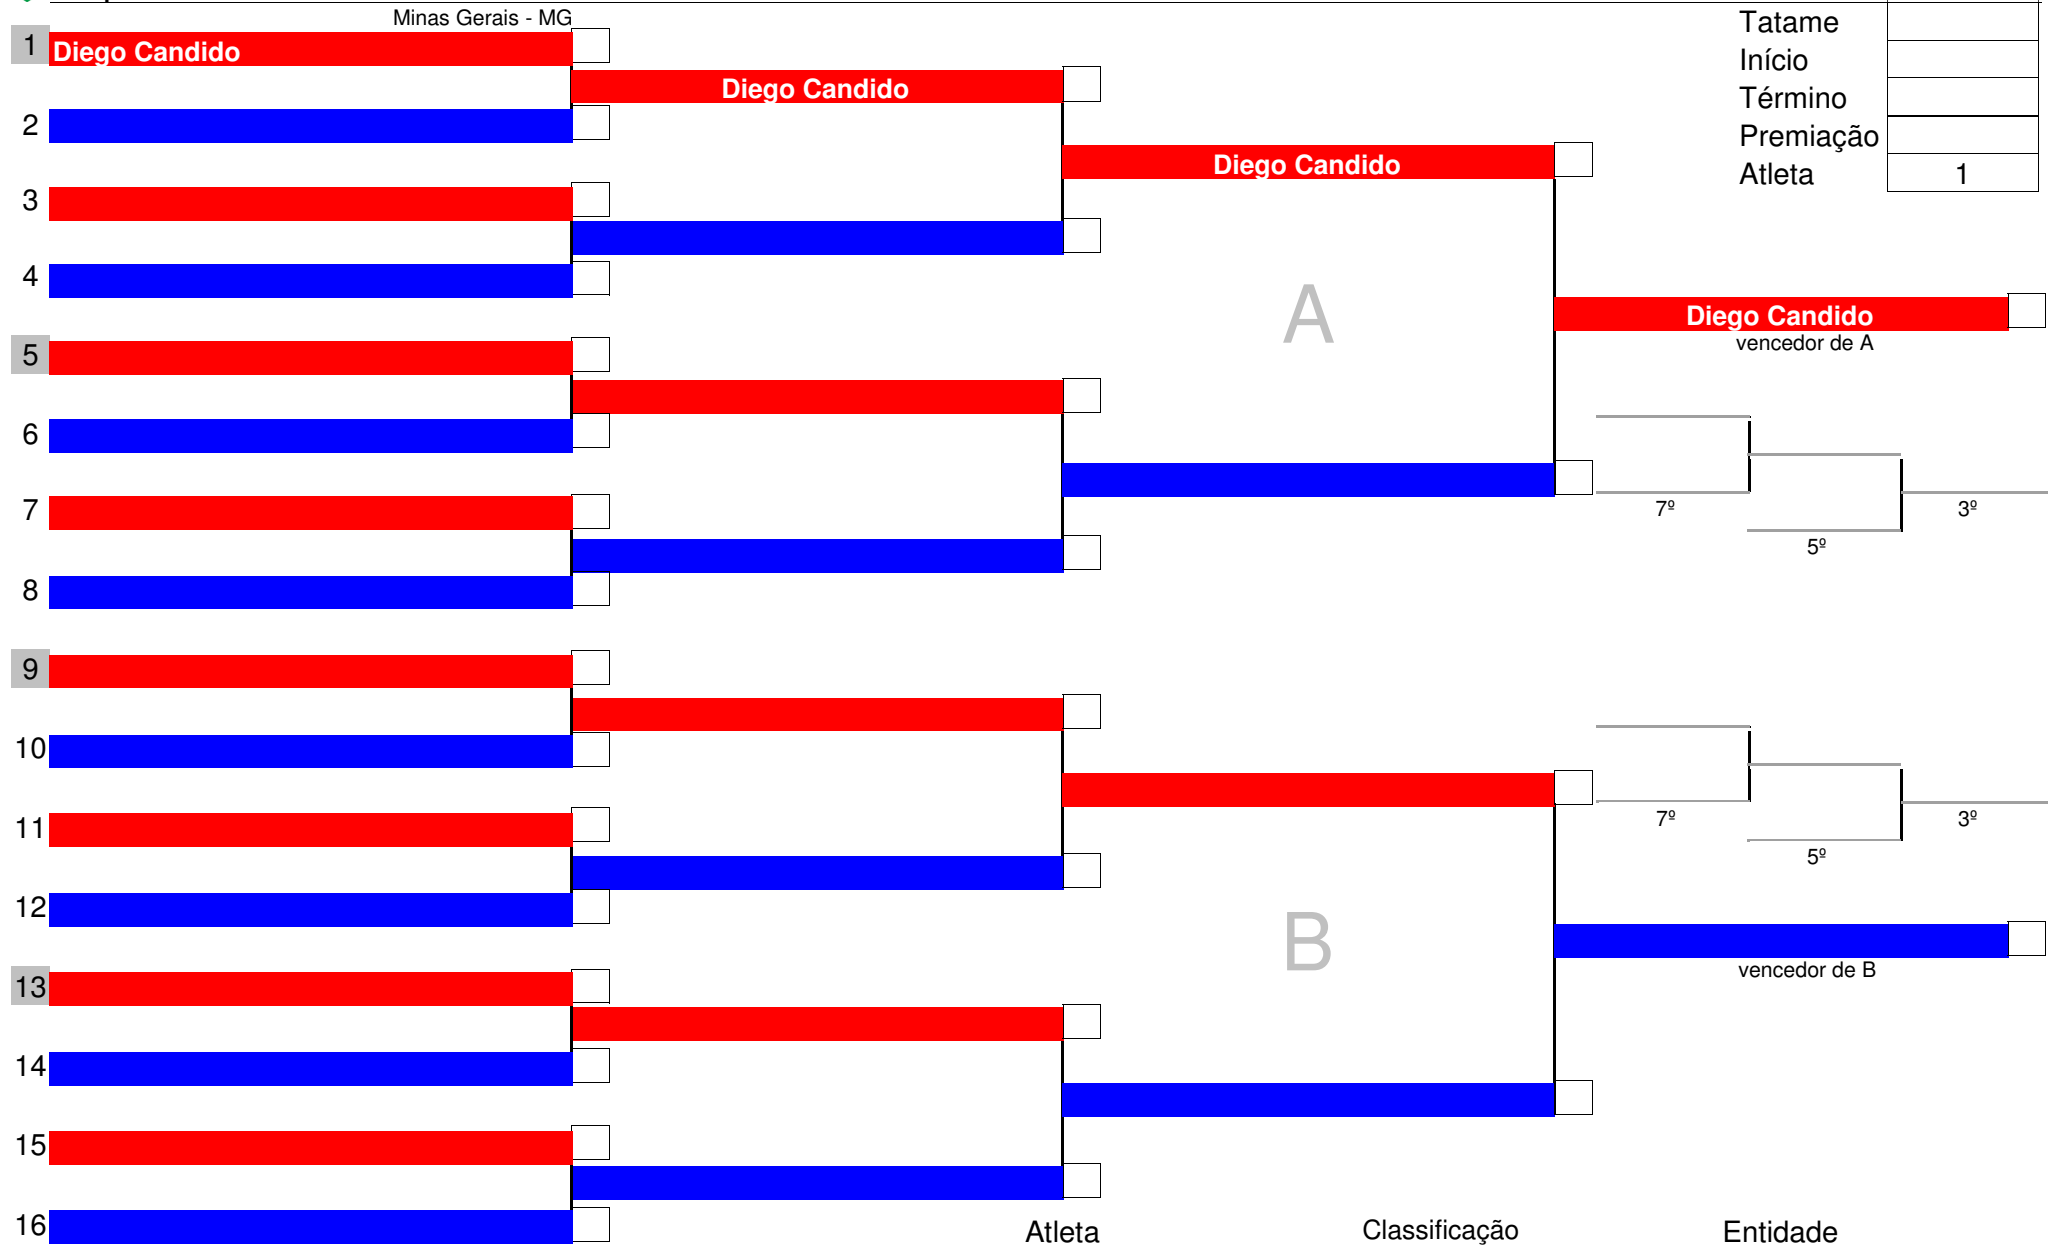 Minas Gerais - MG
Tatame
Início
Término
Premiação
Atleta 1
1 Diego Candido
Diego Candido
2
Diego Candido
3
4
A
Diego Candido
vencedor de A
5
6
7
7º 3º
5º
8
9
10
11
7º 3º
5º
12
B
vencedor de B
13
14
15
16
Atleta Classificação Entidade